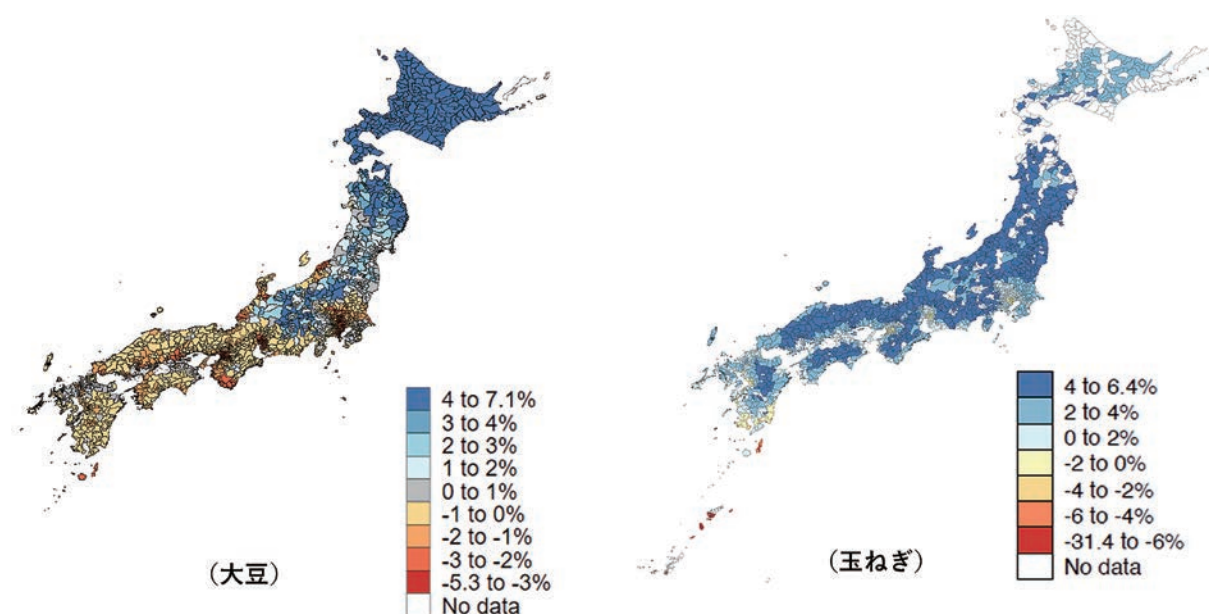 4 to 7.1%
3 to 4%
2 to 3%
1 to 2%
0 to 1%
-1 to 0%
-2 to -1%
-3 to -2%
-5.3 to -3%
No data
(大豆)
4 to 6.4%
2 to 4%
0 to 2%
-2 to 0%
-4 to -2%
-6 to -4%
-31.4 to -6%
No data
(玉ねぎ)